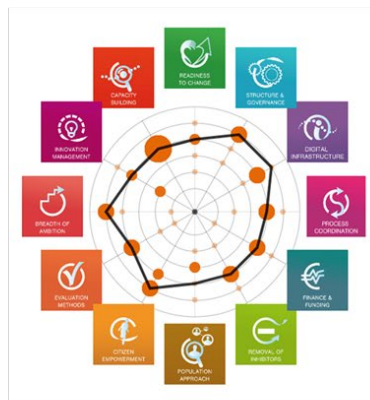 READINESS
TO CHANGE
STRUCTURE &
GOVERNANCE
DIGITAL
INFRASTRUCTURE
PROCESS
COORDINATION
FINANCE &
FUNDING
REMOVAL OF
INHIBITORS
POPULATION
APPROACH
CITIZEN
EMPOWERMENT
EVALUATION
METHODS
BREADTH OF
AMBITION
INNOVATION
MANAGEMENT
CAPACITY
BUILDING